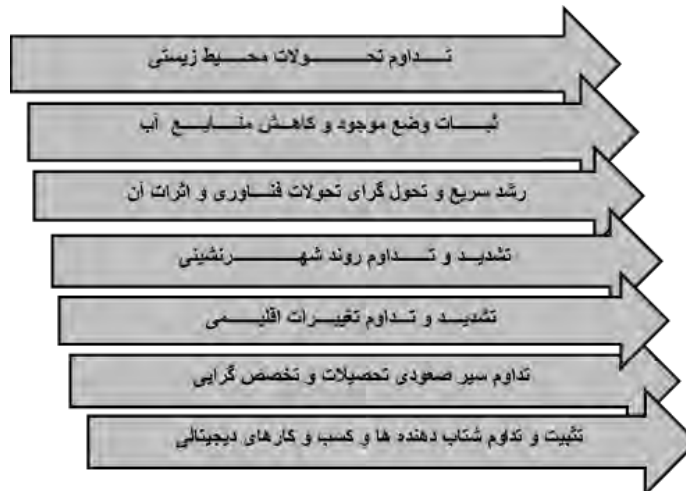 تداوم تحولات محیط زیستی
ثبات وضع موجود و کاهش منابع آب
رشد سریع و تحول گرای تحولات فناوری و اثرات آن
تشدید و تداوم روند شهرنشینی
تشدید و تداوم تغییرات اقلیمی
تداوم سیر صعودی تحصیلات و تخصص گرایی
تثبیت و تداوم شتاب دهنده ها و کسب و کارهای دیجیتالی